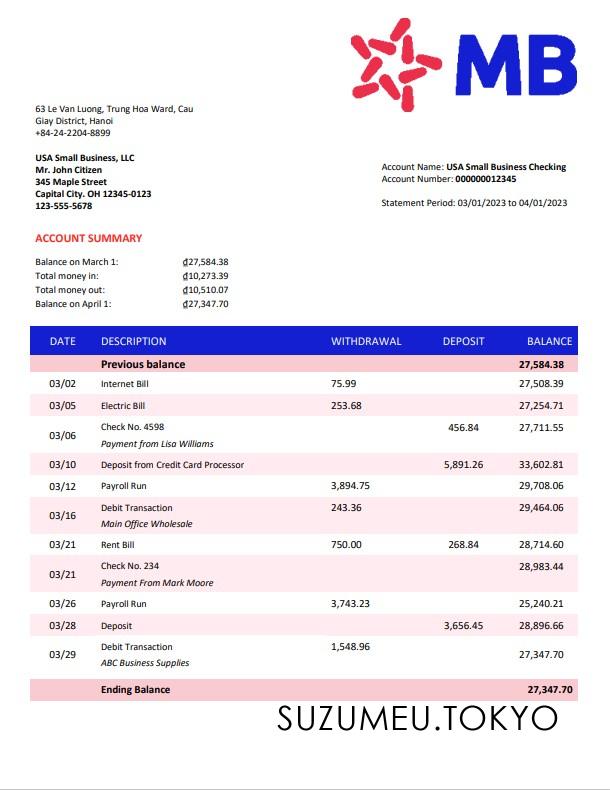 MB
63 Le Van Luong, Trung Hoa Ward, Cau
Giay District, Hanoi
+84-24-2204-8899
USA Small Business, LLC
Mr. John Citizen
345 Maple Street
Capital City. OH 12345-0123
123-555-5678
Account Name: USA Small Business Checking
Account Number: 000000012345
Statement Period: 03/01/2023 to 04/01/2023
ACCOUNT SUMMARY
Balance on March 1: ₫27,584.38
Total money in: ₫10,273.39
Total money out: ₫10,510.07
Balance on April 1: ₫27,347.70
DATE DESCRIPTION WITHDRAWAL DEPOSIT BALANCE
Previous balance 27,584.38
03/02 Internet Bill 75.99 27,508.39
03/05 Electric Bill 253.68 27,254.71
03/06 Check No. 4598 456.84 27,711.55
Payment from Lisa Williams
03/10 Deposit from Credit Card Processor 5,891.26 33,602.81
03/12 Payroll Run 3,894.75 29,708.06
03/16 Debit Transaction 243.36 29,464.06
Main Office Wholesale
03/21 Rent Bill 750.00 268.84 28,714.60
03/21 Check No. 234 28,983.44
Payment From Mark Moore
03/26 Payroll Run 3,743.23 25,240.21
03/28 Deposit 3,656.45 28,896.66
03/29 Debit Transaction 1,548.96 27,347.70
ABC Business Supplies
Ending Balance 27,347.70
SUZUMEU.TOKYO